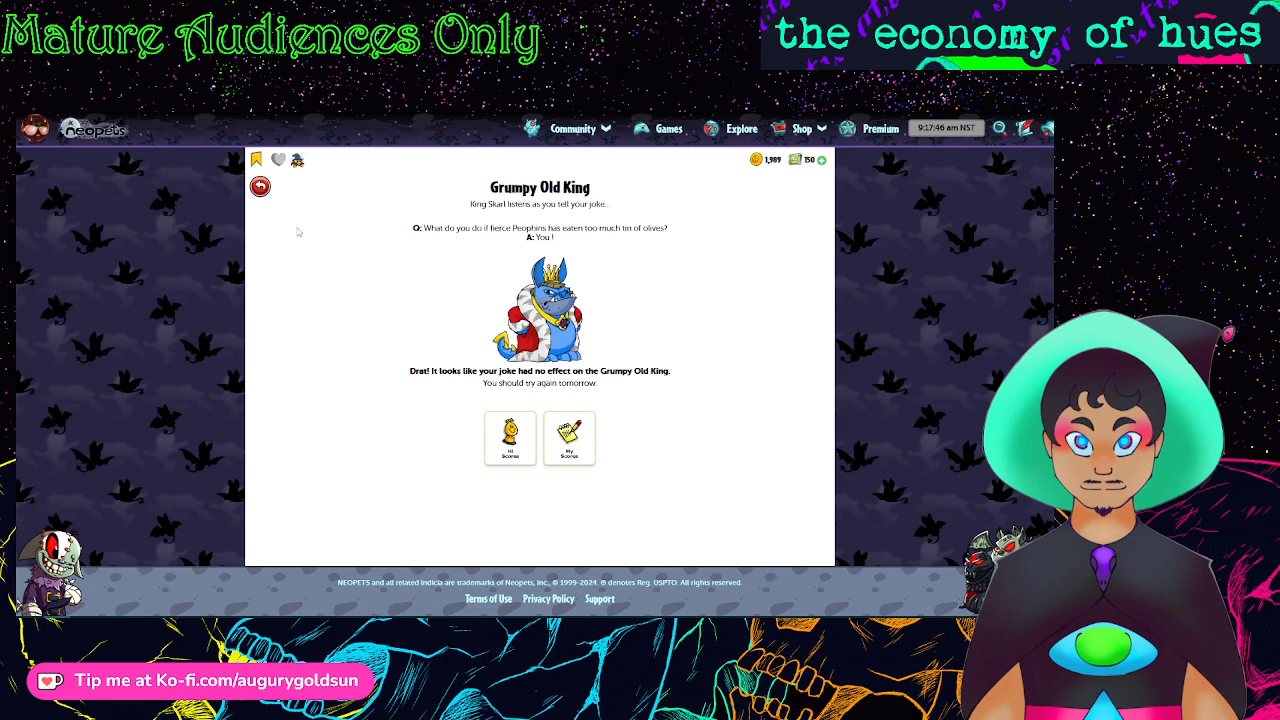 Mature Audiences Only
the economy of hues
neopets
Community
Games
Explore
Shop
Premium
9:17:46 am NST
1,989
150
Grumpy Old King
King Skarl listens as you tell your joke...
Q: What do you do if fierce Peophins has eaten too much tin of olives?
A: You !
Drat! It looks like your joke had no effect on the Grumpy Old King.
You should try again tomorrow.
Hi
Scores
My
Scores
NEOPETS and all related indicia are trademarks of Neopets, Inc., © 1999-2024. ® denotes Reg. USPTO. All rights reserved.
Terms of Use
Privacy Policy
Support
Tip me at Ko-fi.com/augurygoldsun